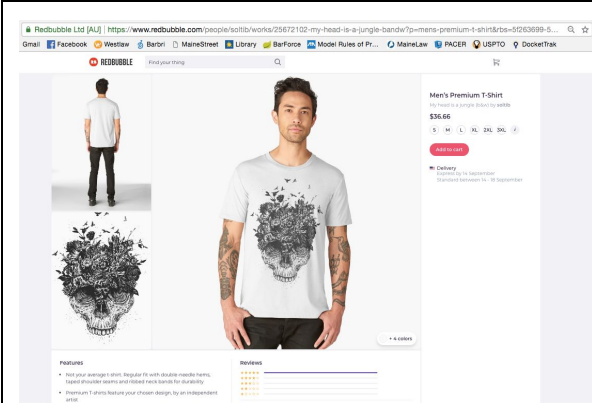 Redbubble Ltd [AU] | https://www.redbubble.com/people/soltib/works/25672102-my-head-is-a-jungle-bandw?p=mens-premium-t-shirt&rbs=5f263699-5...
Gmail Facebook Westlaw Barbri MaineStreet Library BarForce Model Rules of Pr... MaineLaw PACER USPTO DocketTrak
REDBUBBLE Find your thing
Men's Premium T-Shirt
My head is a jungle (b&w) by soltib
$36.66
S M L XL 2XL 3XL
Add to cart
Delivery
Express by 14 September
Standard between 14 - 18 September
+ 4 colors
Features
Not your average t-shirt. Regular fit with double needle hems,
taped shoulder seams and ribbed neck bands for durability
Premium T-shirts feature your chosen design, by an independent
artist
Reviews